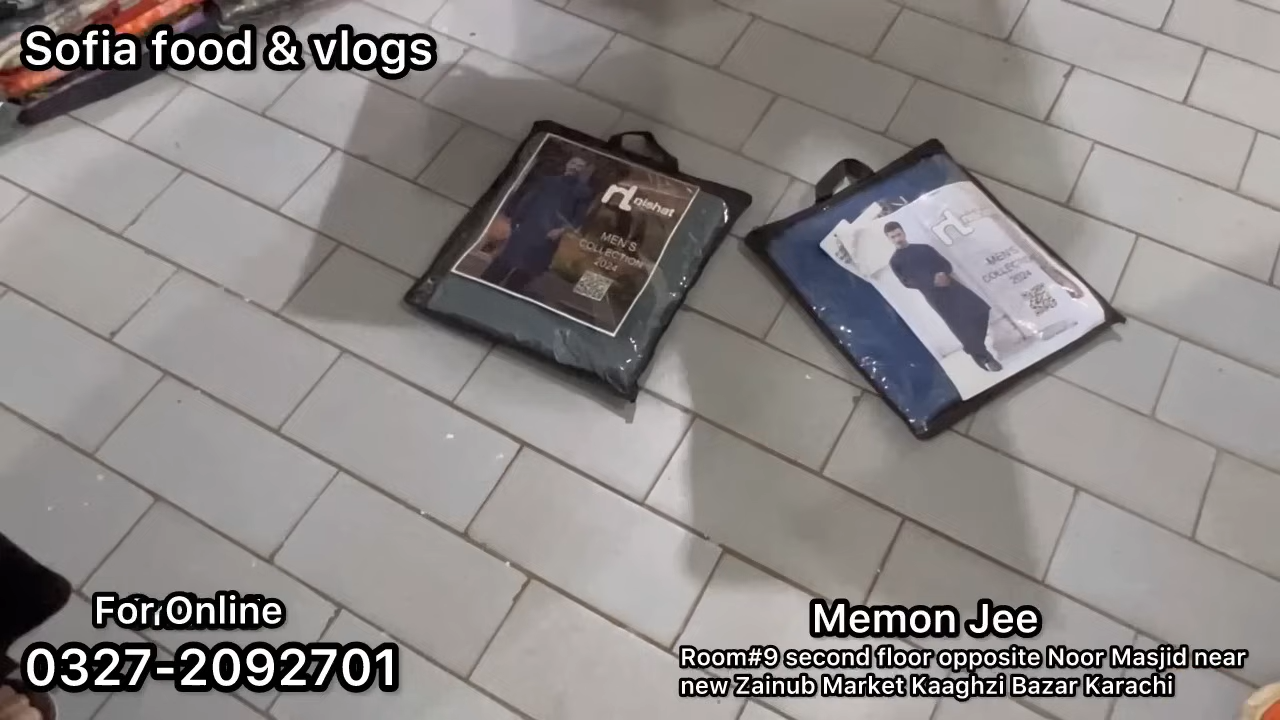 Sofia food & vlogs
nishat
MEN'S
COLLECTION
2024
MEN'S
COLLECTION
2024
For Online
0327-2092701
Memon Jee
Room#9 second floor opposite Noor Masjid near
new Zainub Market Kaaghzi Bazar Karachi